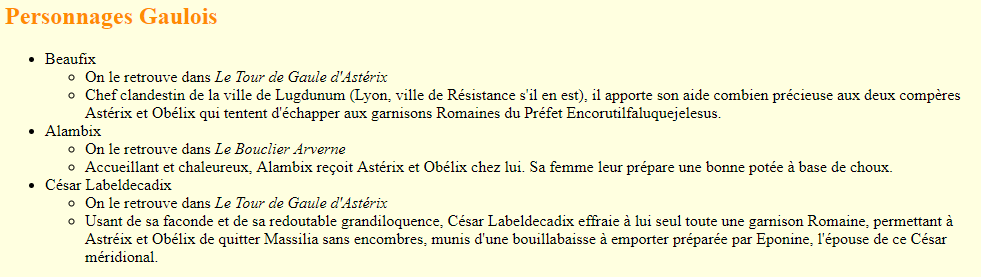 Personnages Gaulois
• Beaufix
◦ On le retrouve dans Le Tour de Gaule d'Astérix
◦ Chef clandestin de la ville de Lugdunum (Lyon, ville de Résistance s'il en est), il apporte son aide combien précieuse aux deux compères
Astérix et Obélix qui tentent d'échapper aux garnisons Romaines du Préfet Encorutilfaluquejelesus.
• Alambix
◦ On le retrouve dans Le Bouclier Arverne
◦ Accueillant et chaleureux, Alambix reçoit Astérix et Obélix chez lui. Sa femme leur prépare une bonne potée à base de choux.
• César Labeldecadix
◦ On le retrouve dans Le Tour de Gaule d'Astérix
◦ Usant de sa faconde et de sa redoutable grandiloquence, César Labeldecadix effraie à lui seul toute une garnison Romaine, permettant à
Astréix et Obélix de quitter Massilia sans encombres, munis d'une bouillabaisse à emporter préparée par Eponine, l'épouse de ce César
méridional.